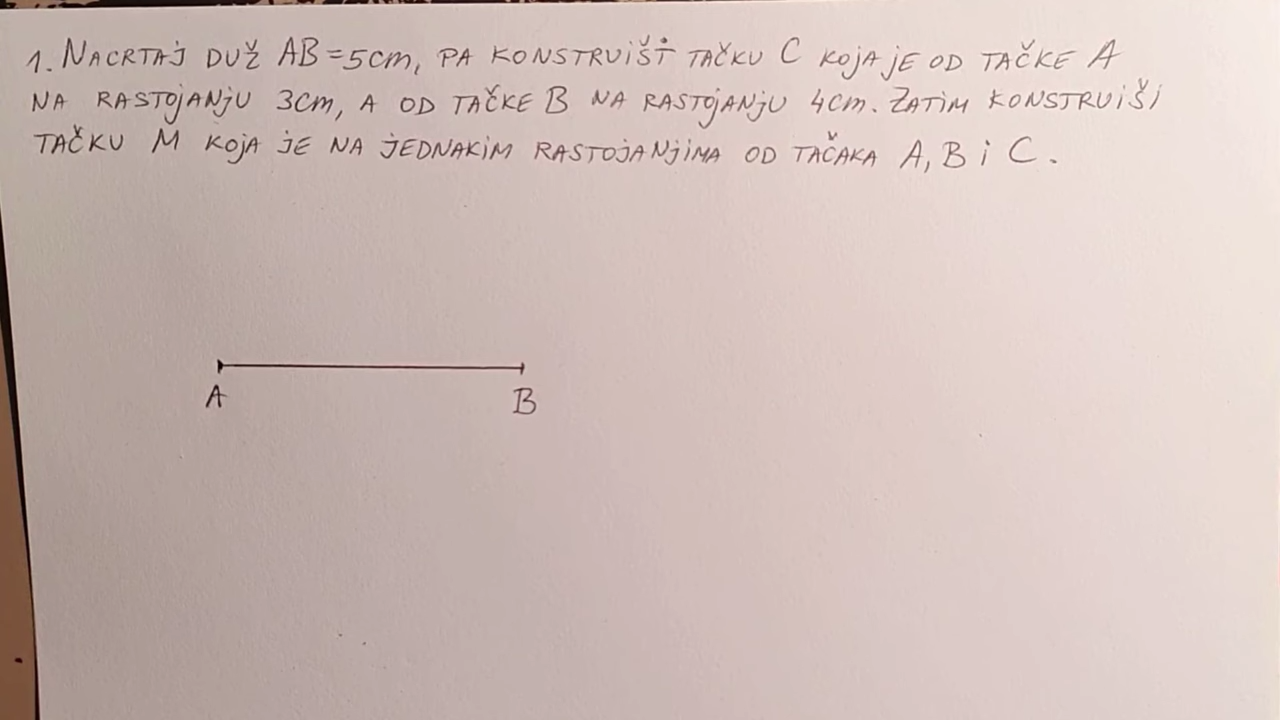 1. NACRTAJ DUŽ AB=5cm, PA KONSTRUIŠI TAČKU C KOJA JE OD TAČKE A
NA RASTOJANJU 3cm, A OD TAČKE B NA RASTOJANJU 4cm. ZATIM KONSTRUIŠI
TAČKU M KOJA JE NA JEDNAKIM RASTOJANJIMA OD TAČAKA A, B I C.
A
B